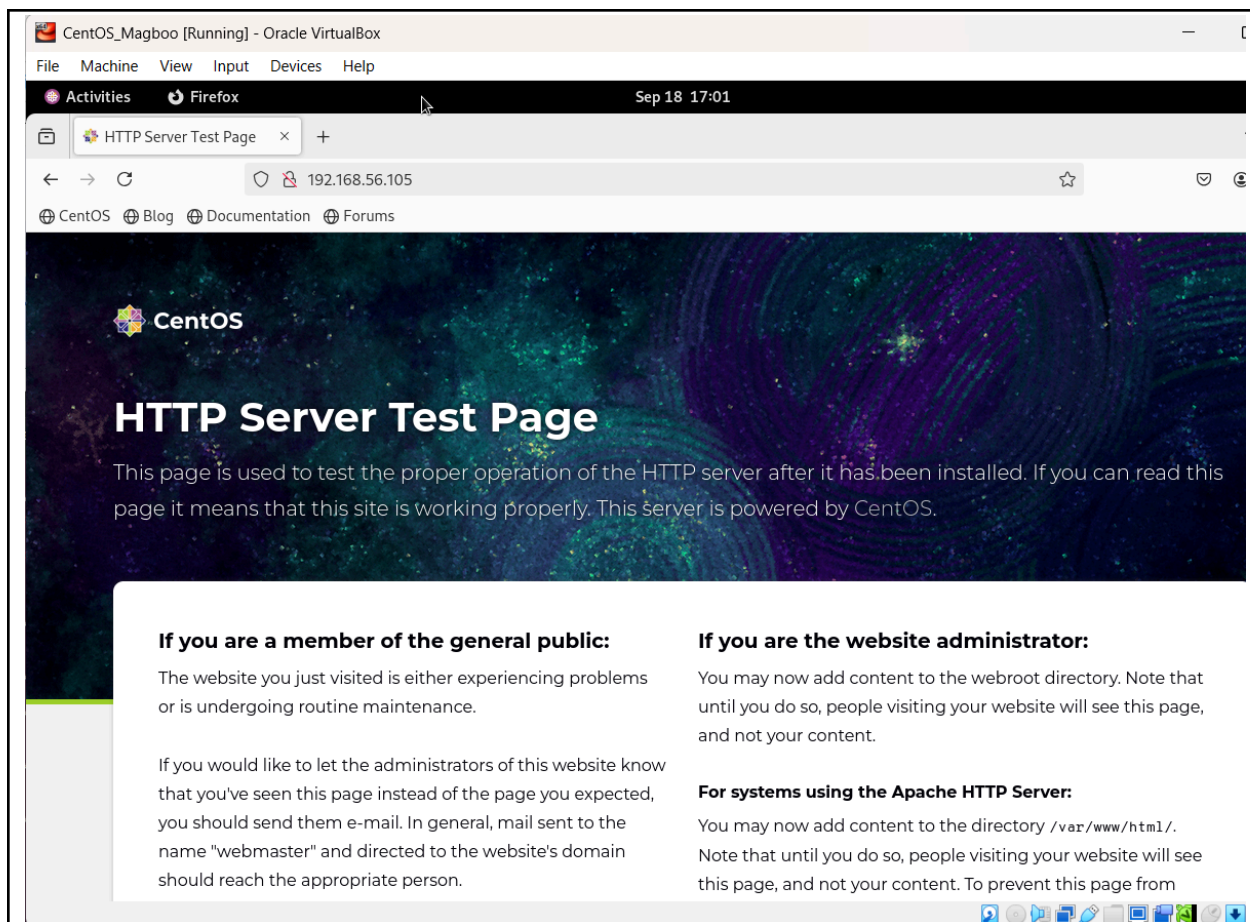 CentOS_Magboo [Running] - Oracle VirtualBox
File Machine View Input Devices Help
Activities Firefox Sep 18 17:01
HTTP Server Test Page
192.168.56.105
CentOS Blog Documentation Forums
CentOS
HTTP Server Test Page
This page is used to test the proper operation of the HTTP server after it has been installed. If you can read this
page it means that this site is working properly. This server is powered by CentOS.
If you are a member of the general public:
The website you just visited is either experiencing problems
or is undergoing routine maintenance.
If you would like to let the administrators of this website know
that you've seen this page instead of the page you expected,
you should send them e-mail. In general, mail sent to the
name "webmaster" and directed to the website's domain
should reach the appropriate person.
If you are the website administrator:
You may now add content to the webroot directory. Note that
until you do so, people visiting your website will see this page,
and not your content.
For systems using the Apache HTTP Server:
You may now add content to the directory /var/www/html/.
Note that until you do so, people visiting your website will see
this page, and not your content. To prevent this page from